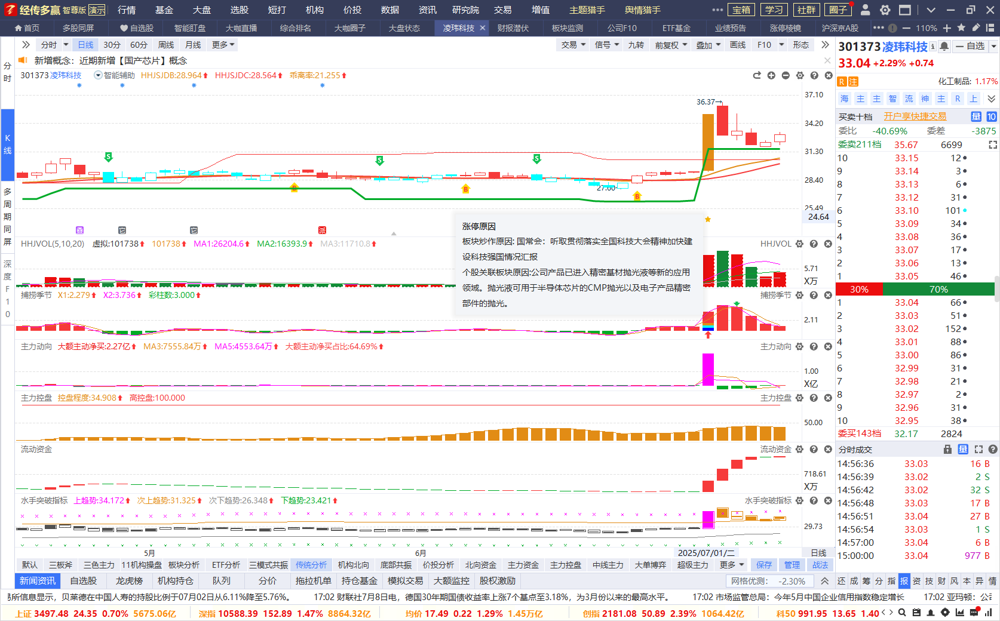 经传多赢 智尊版 演示 行情 基金 大盘 选股 短打 机构 价投 数据 资讯 研究院 交易 增值 主题猎手 舆情猎手 宝箱 学习 社群 圈子
首页 多股同屏 自选股 智能盯盘 大咖直播 综合排名 大咖圈子 大盘状态 凌玮科技 财报潜伏 板块监测 公司F10 ETF基金 业绩预告 涨停棱镜 沪深京A股 110%
分时 日线 30分 60分 周线 月线 更多 交易 信号 九转 前复权 叠加 画线 F10 形态
新增概念：近期新增【国产芯片】概念
301373 凌玮科技 智能辅助 HHJSJDB:28.964 HHJSJDC:28.564 乖离率:21.255
37.10
36.37
34.20
31.30
28.40
27.60
25.49
24.64
S
S
S
B
B
B
派
分时
K线
多周期同屏
深度F10
涨停原因
板块炒作原因: 国常会：听取贯彻落实全国科技大会精神加快建
设科技强国情况汇报
个股关联板块原因:公司产品已进入精密基材抛光液等新的应用
领域。抛光液可用于半导体芯片的CMP抛光以及电子产品精密
部件的抛光。
HHJVOL(5,10,20) 虚拟:101738 101738 MA1:26204.6 MA2:16393.9 MA3:11710.8 HHJVOL
5.71
X万
捕捞季节 X1:2.279 X2:3.736 彩柱数:3.000 捕捞季节
2.11
主力动向 大额主动净买:2.27亿 MA3:7555.84万 MA5:4553.64万 大额主动净买占比:64.69% 主力动向
1.00
X亿
主力控盘 控盘程度:34.908 高控盘:100.000 主力控盘
50.00
流动资金 流动资金
718.61
X万
水手突破指标 上趋势:34.172 次上趋势:31.325 次下趋势:26.348 下趋势:23.421 水手突破指标
29.73
5月 6月 2025/07/01/二 日线
默认 三板斧 三色主力 11机构操盘 板块分析 ETF分析 三模式共振 传统分析 机构北向 底部共振 价投分析 北向资金 主力资金 主力控盘 中线主力 大单博弈 超级主力 更多 保存 管理 战法
新闻资讯 自选股 龙虎榜 机构持仓 队列 分价 拖拉机单 持仓基金 模拟交易 大额监控 股权激励 网格优测: -2.30%
301373 凌玮科技 自选
33.04 +2.29% +0.74
R 注 化工制品: 1.17%
海 主 主 智 流 神 主 R 上
买卖十档 开户享快捷交易 量 10
委比 -40.69% 委差 -3875
委卖211档 35.67 6699
10 33.15 12
9 33.14 3
8 33.13 6
7 33.12 31
6 33.10 101
5 33.09 34
4 33.08 36
3 33.07 17
2 33.06 13
1 33.05 46
30% 70%
1 33.04 66
2 33.03 51
3 33.02 152
4 33.01 88
5 33.00 86
6 32.99 31
7 32.98 21
8 32.97 2
9 32.96 31
10 32.95 38
委买143档 32.17 2824
分时成交 量
14:56:36 33.03 16 B
14:56:39 33.02 2 S
14:56:42 33.02 32 S
14:56:48 33.03 17 B
14:56:51 33.04 27 B
14:56:54 33.03 1 S
14:57:00 33.04 6 B
15:00:00 33.04 977 B
还 成 筹 分 指 报 资 技 财 风 本 异 情
易所信息显示，贝莱德在中国人寿的持股比例于07月02日从6.11%降至5.76%。 17:02 财联社7月8日电，德国30年期国债收益率上涨7个基点至3.18%，为3月份以来的最高水平。 17:02 市场监管总局：今年5月中国企业信用指数稳定增长 17:02 亚玛顿：公司
上证 3497.48 24.35 0.70% 5675.06亿 深指 10588.39 152.89 1.47% 8864.32亿 均价 17.49 0.22 1.29% 1.45万亿 创指 2181.08 50.89 2.39% 1064.42亿 科50 991.95 13.65 1.40